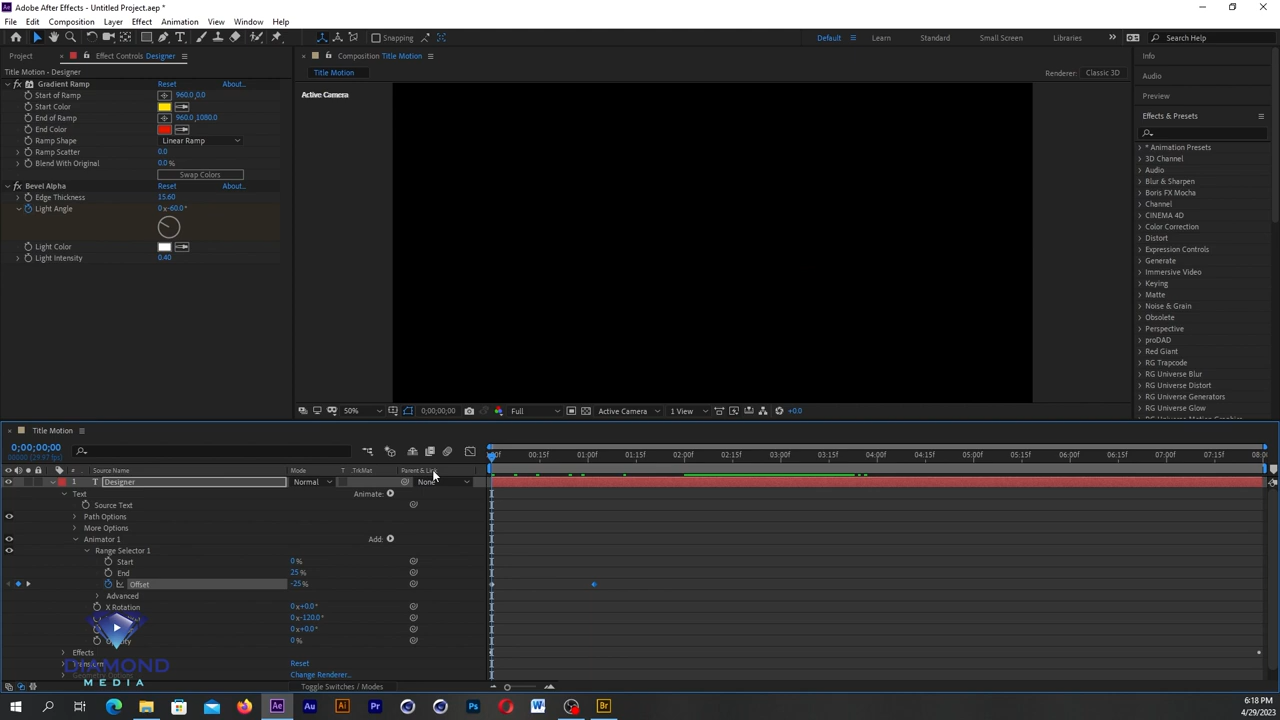 Adobe After Effects - Untitled Project.aep *
File Edit Composition Layer Effect Animation View Window Help
Snapping
Default Learn Standard Small Screen Libraries Search Help
Project Effect Controls Designer
Title Motion • Designer
Gradient Ramp Reset About...
Start of Ramp 960.0,0.0
Start Color
End of Ramp 960.0,1080.0
End Color
Ramp Shape Linear Ramp
Ramp Scatter 0.0
Blend With Original 0.0 %
Swap Colors
Bevel Alpha Reset About...
Edge Thickness 15.60
Light Angle 0 x-60.0°
Light Color
Light Intensity 0.40
Composition Title Motion
Title Motion
Renderer: Classic 3D
Active Camera
50% 0;00;00;00 Full Active Camera 1 View +0.0
Info
Audio
Preview
Effects & Presets
* Animation Presets
3D Channel
Audio
Blur & Sharpen
Boris FX Mocha
Channel
CINEMA 4D
Color Correction
Distort
Expression Controls
Generate
Immersive Video
Keying
Matte
Noise & Grain
Obsolete
Perspective
proDAD
Red Giant
RG Trapcode
RG Universe Blur
RG Universe Distort
RG Universe Generators
RG Universe Glow
Title Motion
0;00;00;00
00000 (29.97 fps)
00:15f 01:00f 01:15f 02:00f 02:15f 03:00f 03:15f 04:00f 04:15f 05:00f 05:15f 06:00f 06:15f 07:00f 07:15f 08:0
# Source Name Mode T .TrkMat Parent & Link
1 T Designer Normal None
Text Animate:
Source Text
Path Options
More Options
Animator 1 Add:
Range Selector 1
Start 0 %
End 25 %
Offset -25 %
Advanced
X Rotation 0 x+0.0°
0 x-120.0°
0 x+0.0°
0 %
Effects
Reset
Change Renderer...
DIAMOND
MEDIA
Toggle Switches / Modes
6:18 PM
4/29/2023